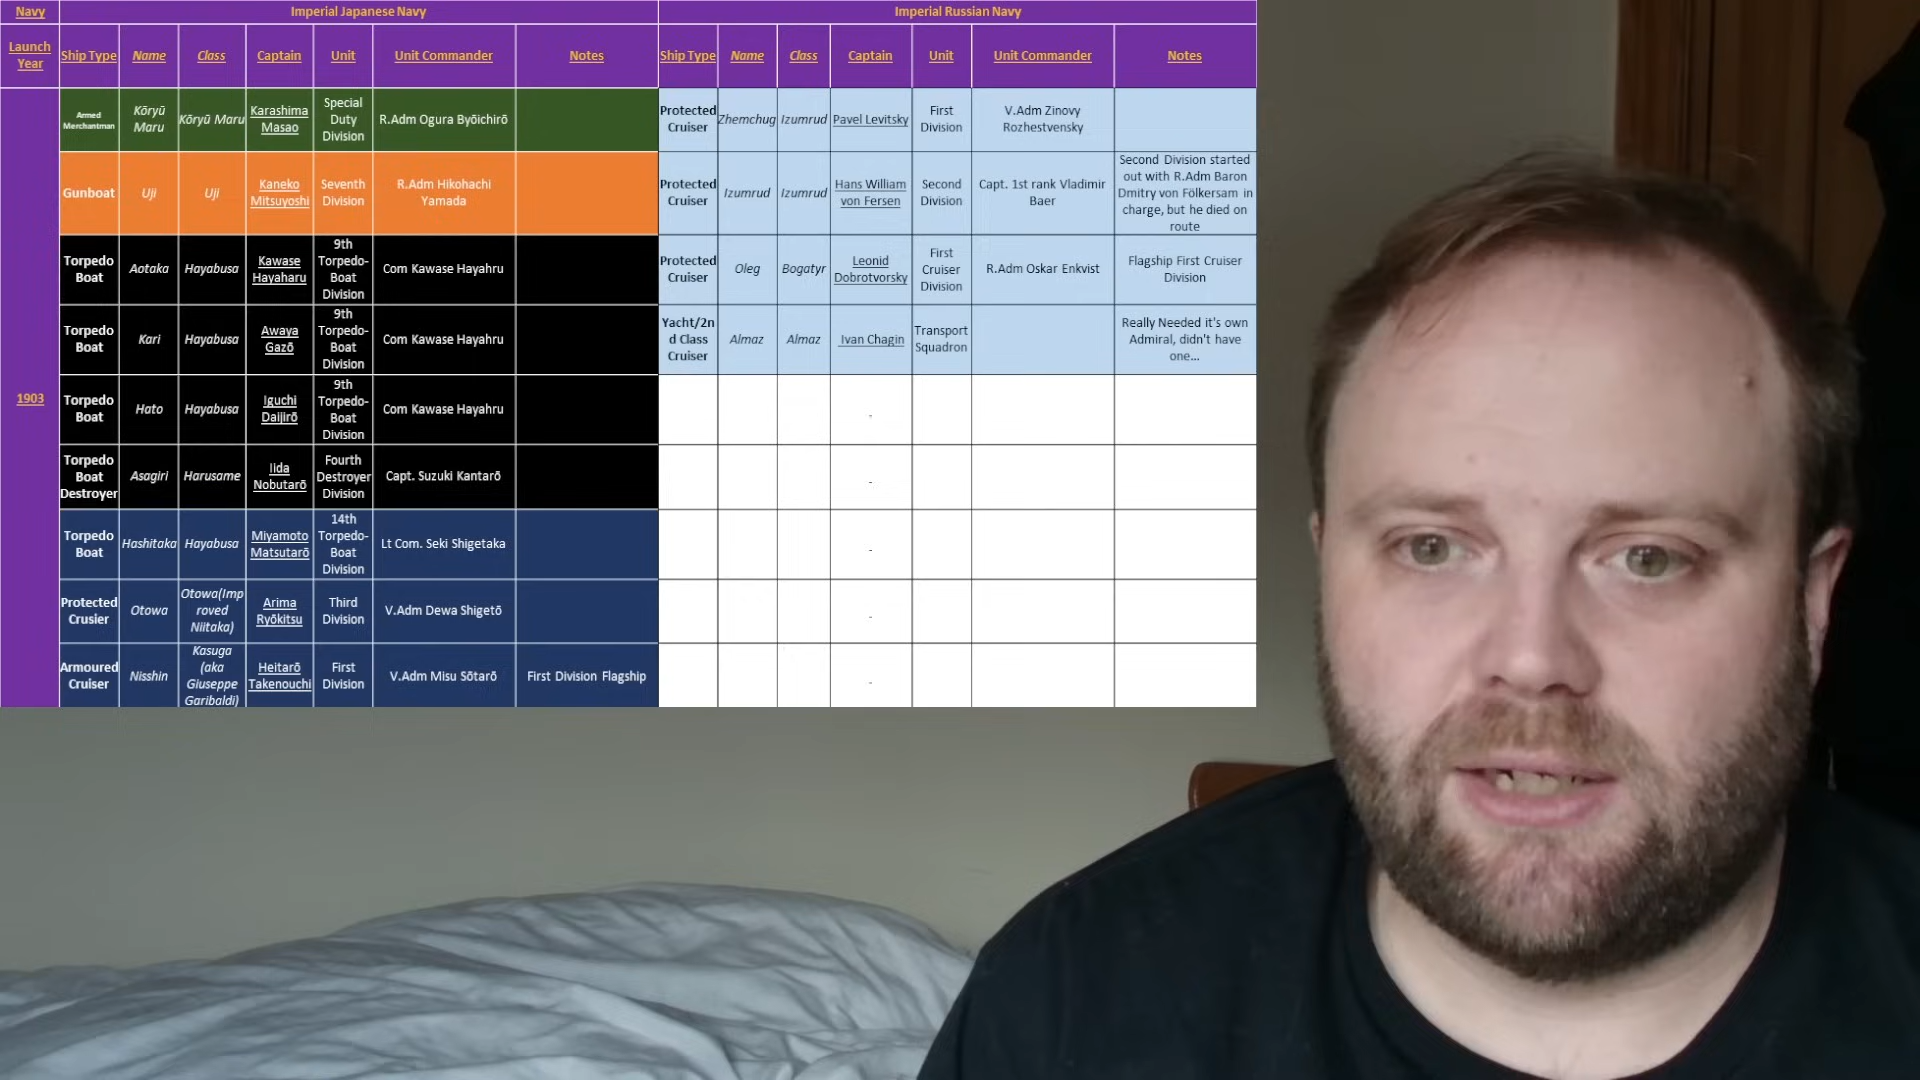 Navy
Imperial Japanese Navy
Imperial Russian Navy
Launch
Year
Ship Type
Name
Class
Captain
Unit
Unit Commander
Notes
Ship Type
Name
Class
Captain
Unit
Unit Commander
Notes
1903
Armed
Merchantman
Kōryū
Maru
Kōryū Maru
Karashima
Masao
Special
Duty
Division
R.Adm Ogura Byōichirō
Protected
Cruiser
Zhemchug
Izumrud
Pavel Levitsky
First
Division
V.Adm Zinovy
Rozhestvensky
Gunboat
Uji
Uji
Kaneko
Mitsuyoshi
Seventh
Division
R.Adm Hikohachi
Yamada
Protected
Cruiser
Izumrud
Izumrud
Hans William
von Fersen
Second
Division
Capt. 1st rank Vladimir
Baer
Second Division started
out with R.Adm Baron
Dmitry von Fölkersam in
charge, but he died on
route
Torpedo
Boat
Aotaka
Hayabusa
Kawase
Hayaharu
9th
Torpedo-
Boat
Division
Com Kawase Hayahru
Protected
Cruiser
Oleg
Bogatyr
Leonid
Dobrotvorsky
First
Cruiser
Division
R.Adm Oskar Enkvist
Flagship First Cruiser
Division
Torpedo
Boat
Kari
Hayabusa
Awaya
Gazō
9th
Torpedo-
Boat
Division
Com Kawase Hayahru
Yacht/2n
d Class
Cruiser
Almaz
Almaz
Ivan Chagin
Transport
Squadron
Really Needed it's own
Admiral, didn't have
one...
Torpedo
Boat
Hato
Hayabusa
Iguchi
Daijirō
9th
Torpedo-
Boat
Division
Com Kawase Hayahru
-
Torpedo
Boat
Destroyer
Asagiri
Harusame
Iida
Nobutarō
Fourth
Destroyer
Division
Capt. Suzuki Kantarō
-
Torpedo
Boat
Hashitaka
Hayabusa
Miyamoto
Matsutarō
14th
Torpedo-
Boat
Division
Lt Com. Seki Shigetaka
-
Protected
Crusier
Otowa
Otowa(Imp
roved
Niitaka)
Arima
Ryōkitsu
Third
Division
V.Adm Dewa Shigetō
-
Armoured
Cruiser
Nisshin
Kasuga
(aka
Giuseppe
Garibaldi)
Heitarō
Takenouchi
First
Division
V.Adm Misu Sōtarō
First Division Flagship
-